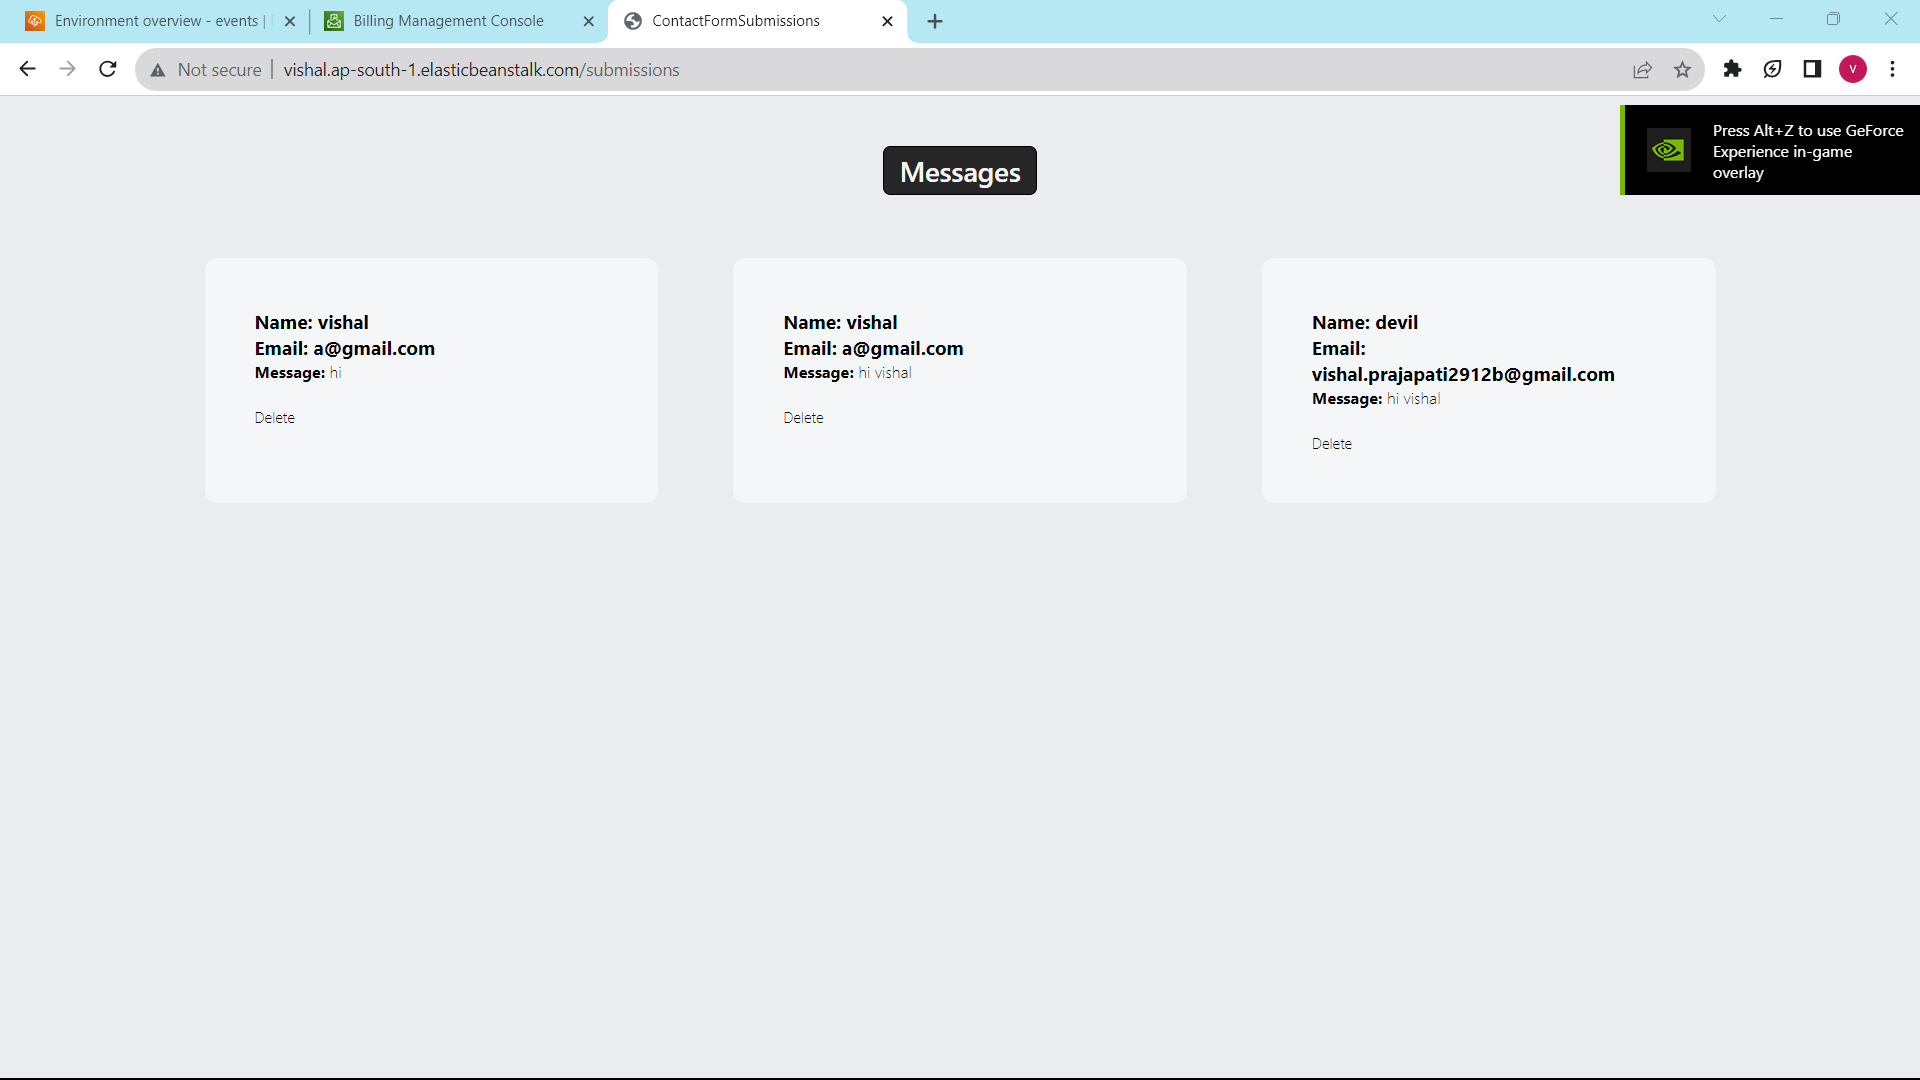 Environment overview - events |
Billing Management Console
ContactFormSubmissions
Not secure
vishal.ap-south-1.elasticbeanstalk.com/submissions
V
Press Alt+Z to use GeForce
Experience in-game
overlay
Messages
Name: vishal
Email: a@gmail.com
Message: hi
Delete
Name: vishal
Email: a@gmail.com
Message: hi vishal
Delete
Name: devil
Email:
vishal.prajapati2912b@gmail.com
Message: hi vishal
Delete